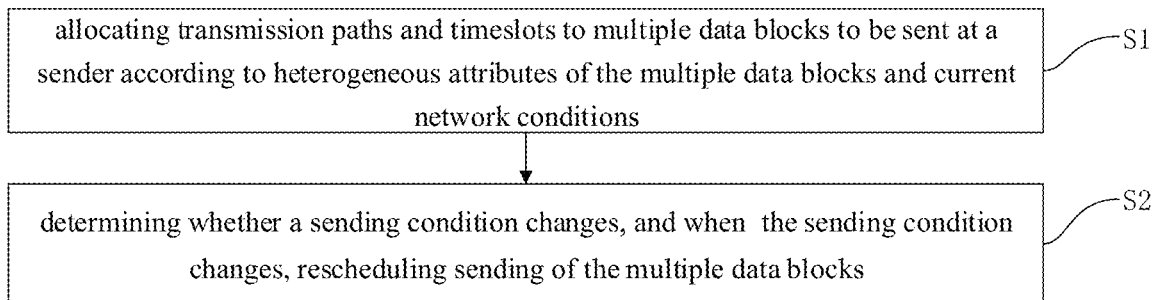 allocating transmission paths and timeslots to multiple data blocks to be sent at a
sender according to heterogeneous attributes of the multiple data blocks and current
network conditions
S1
determining whether a sending condition changes, and when the sending condition
changes, rescheduling sending of the multiple data blocks
S2